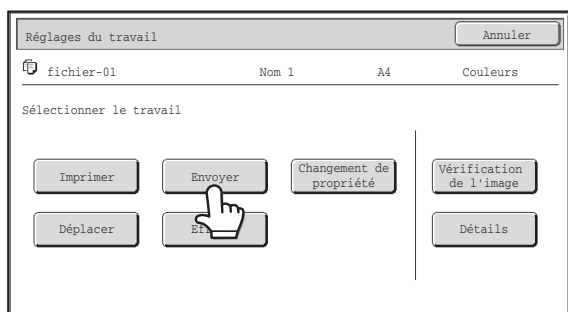 Réglages du travail
Annuler
fichier-01 Nom 1 A4 Couleurs
Sélectionner le travail
Imprimer
Envoyer
Changement de
propriété
Vérification
de l'image
Déplacer
Détails